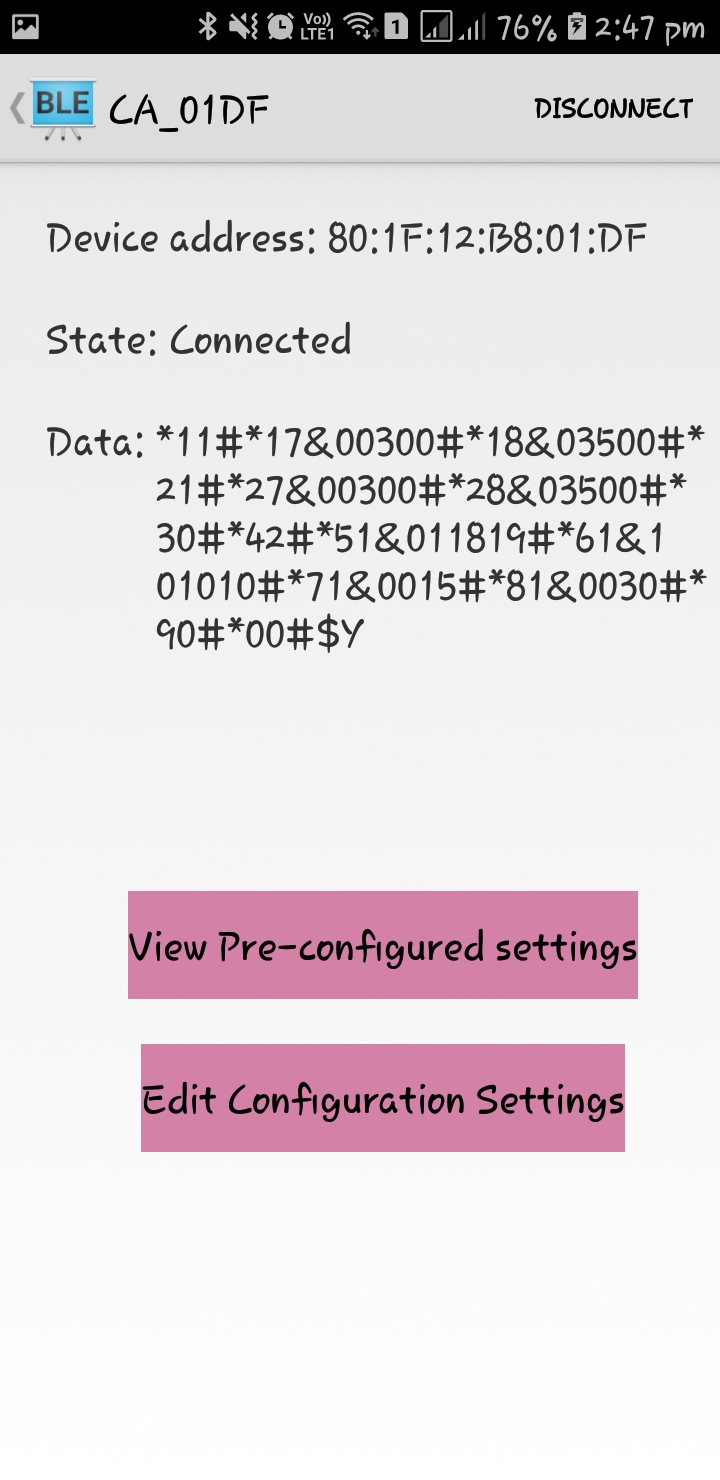 Vo)) LTE1 1 76% 2:47 pm
BLE CA_01DF DISCONNECT
Device address: 80:1F:12:B8:01:DF
State: Connected
Data: *11#*17&00300#*18&03500#*
21#*27&00300#*28&03500#*
30#*42#*51&011819#*61&1
01010#*71&0015#*81&0030#*
90#*00#$Y
View Pre-configured settings
Edit Configuration Settings